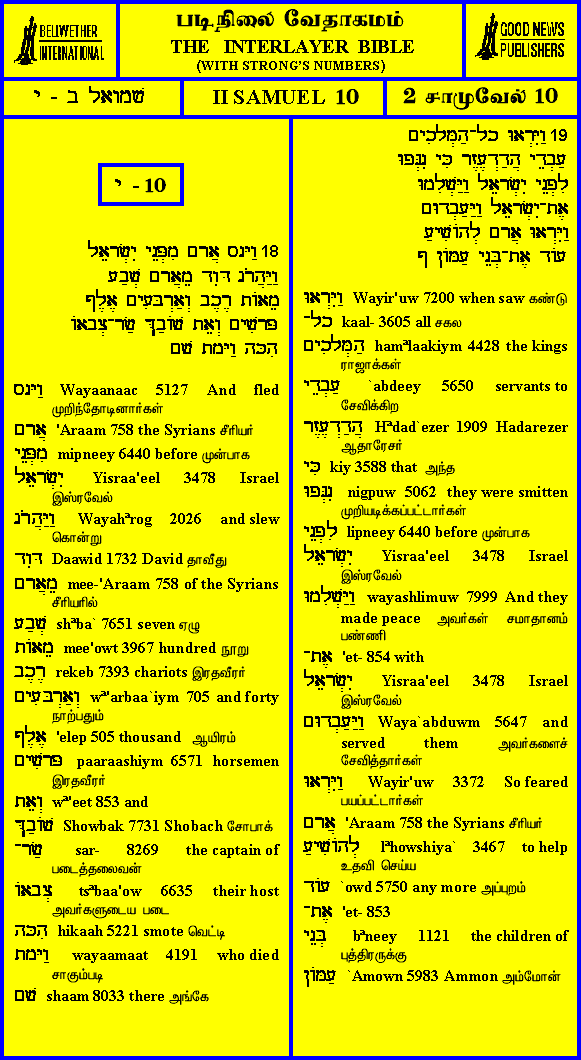 BELLWETHER
INTERNATIONAL
படிநிலை வேதாகமம்
THE INTERLAYER BIBLE
(WITH STRONG'S NUMBERS)
GOOD NEWS
PUBLISHERS
שמואל ב - י
II SAMUEL 10
2 சாமுவேல் 10
10 - י
18 וַיָּנָס אֲרָם מִפְּנֵי יִשְׂרָאֵל
וַיַּהֲרֹג דָּוִד מֵאֲרָם שְׁבַע
מֵאוֹת רֶכֶב וְאַרְבָּעִים אֶלֶף
פָּרָשִׁים וְאֵת שׁוֹבַךְ שַׂר־צְבָאוֹ
הִכָּה וַיָּמָת שָׁם
וַיָּנָס Wayaanaac 5127 And fled
முறிந்தோடினார்கள்
אֲרָם 'Araam 758 the Syrians சீரியர்
מִפְּנֵי mipneey 6440 before முன்பாக
יִשְׂרָאֵל Yisraa'eel 3478 Israel
இஸ்ரவேல்
וַיַּהֲרֹג Wayahªrog 2026 and slew
கொன்று
דָּוִד Daawid 1732 David தாவீது
מֵאֲרָם mee-'Araam 758 of the Syrians
சீரியரில்
שְׁבַע shªba` 7651 seven ஏழு
מֵאוֹת mee'owt 3967 hundred நூறு
רֶכֶב rekeb 7393 chariots இரதவீரர்
וְאַרְבָּעִים wª'arbaa`iym 705 and forty
நாற்பதும்
אֶלֶף 'elep 505 thousand ஆயிரம்
פָּרָשִׁים paaraashiym 6571 horsemen
இரதவீரர்
וְאֵת wª'eet 853 and
שׁוֹבַךְ Showbak 7731 Shobach சோபாக்
שַׂר־ sar- 8269 the captain of
படைத்தலைவன்
צְבָאוֹ tsªbaa'ow 6635 their host
அவர்களுடைய படை
הִכָּה hikaah 5221 smote வெட்டி
וַיָּמָת wayaamaat 4191 who died
சாகும்படி
שָׁם shaam 8033 there அங்கே
19 וַיִּרְאוּ כָל־הַמְּלָכִים
עַבְדֵי הֲדַדְעֶזֶר כִּי נִגְּפוּ
לִפְנֵי יִשְׂרָאֵל וַיַּשְׁלִמוּ
אֶת־יִשְׂרָאֵל וַיַּעַבְדוּם
וַיִּרְאוּ אֲרָם לְהוֹשִׁיעַ
עוֹד אֶת־בְּנֵי עַמּוֹן ף
וַיִּרְאוּ Wayir'uw 7200 when saw கண்டு
כָל־ kaal- 3605 all சகல
הַמְּלָכִים hamªlaakiym 4428 the kings
ராஜாக்கள்
עַבְדֵי `abdeey 5650 servants to
சேவிக்கிற
הֲדַדְעֶזֶר Hªdad`ezer 1909 Hadarezer
ஆதாரேசர்
כִּי kiy 3588 that அந்த
נִגְּפוּ nigpuw 5062 they were smitten
முறியடிக்கப்பட்டார்கள்
לִפְנֵי lipneey 6440 before முன்பாக
יִשְׂרָאֵל Yisraa'eel 3478 Israel
இஸ்ரவேல்
וַיַּשְׁלִמוּ wayashlimuw 7999 And they
made peace அவர்கள் சமாதானம்
பண்ணி
אֶת־ 'et- 854 with
יִשְׂרָאֵל Yisraa'eel 3478 Israel
இஸ்ரவேல்
וַיַּעַבְדוּם Waya`abduwm 5647 and
served them அவர்களைச்
சேவித்தார்கள்
וַיִּרְאוּ Wayir'uw 3372 So feared
பயப்பட்டார்கள்
אֲרָם 'Araam 758 the Syrians சீரியர்
לְהוֹשִׁיעַ lªhowshiya` 3467 to help
உதவி செய்ய
עוֹד `owd 5750 any more அப்புறம்
אֶת־ 'et- 853
בְּנֵי bªneey 1121 the children of
புத்திரருக்கு
עַמּוֹן `Amown 5983 Ammon அம்மோன்